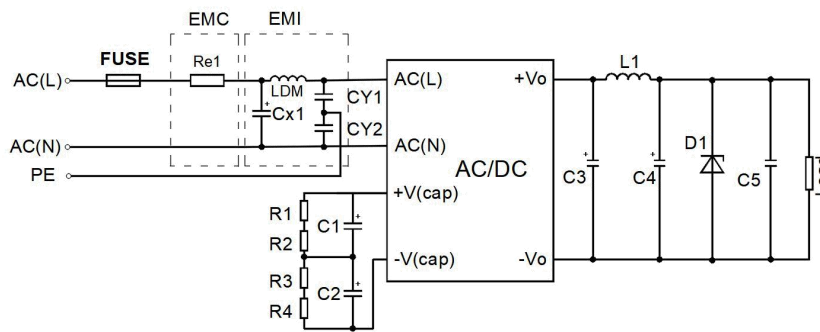 EMC EMI
FUSE
Re1
AC(L)
LDM
Cx1
CY1
CY2
AC(N)
PE
AC(L)
AC(N)
AC/DC
+V(cap)
-V(cap)
+Vo
-Vo
R1
R2
C1
R3
R4
C2
L1
C3
C4
D1
C5